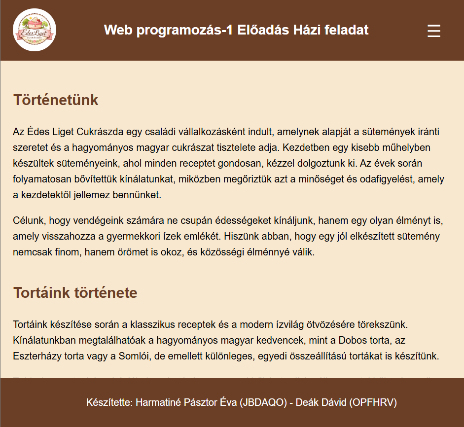 Édes Liget
Web programozás-1 Előadás Házi feladat
Történetünk
Az Édes Liget Cukrászda egy családi vállalkozásként indult, amelynek alapját a sütemények iránti
szeretet és a hagyományos magyar cukrászat tisztelete adja. Kezdetben egy kisebb műhelyben
készültek süteményeink, ahol minden receptet gondosan, kézzel dolgoztunk ki. Az évek során
folyamatosan bővítettük kínálatunkat, miközben megőriztük azt a minőséget és odafigyelést, amely
a kezdetektől jellemez bennünket.
Célunk, hogy vendégeink számára ne csupán édességeket kínáljunk, hanem egy olyan élményt is,
amely visszahozza a gyermekkori ízek emlékét. Hiszünk abban, hogy egy jól elkészített sütemény
nemcsak finom, hanem örömet is okoz, és közösségi élménnyé válik.
Tortáink története
Tortáink készítése során a klasszikus receptek és a modern ízvilág ötvözésére törekszünk.
Kínálatunkban megtalálhatóak a hagyományos magyar kedvencek, mint a Dobos torta, az
Eszterházy torta vagy a Somlói, de emellett különleges, egyedi összeállítású tortákat is készítünk.
Készítette: Harmatiné Pásztor Éva (JBDAQO) - Deák Dávid (OPFHRV)